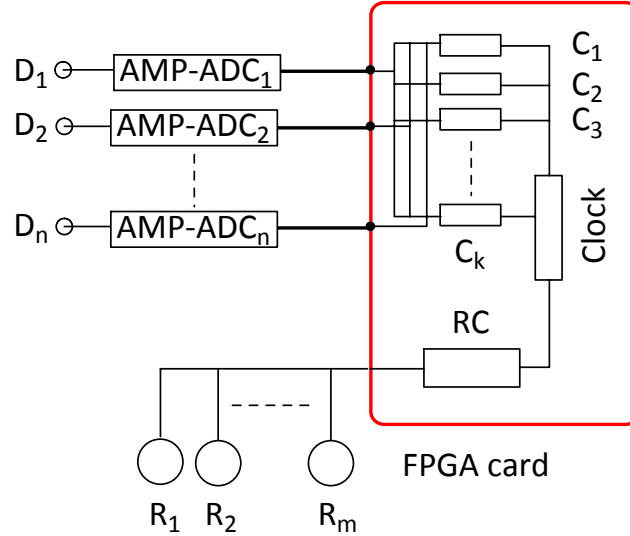 D₁ AMP-ADC₁ C₁
C₂
D₂ AMP-ADC₂ C₃
Dₙ AMP-ADCₙ
Cₖ
Clock
RC
FPGA card
R₁ R₂ Rₘ